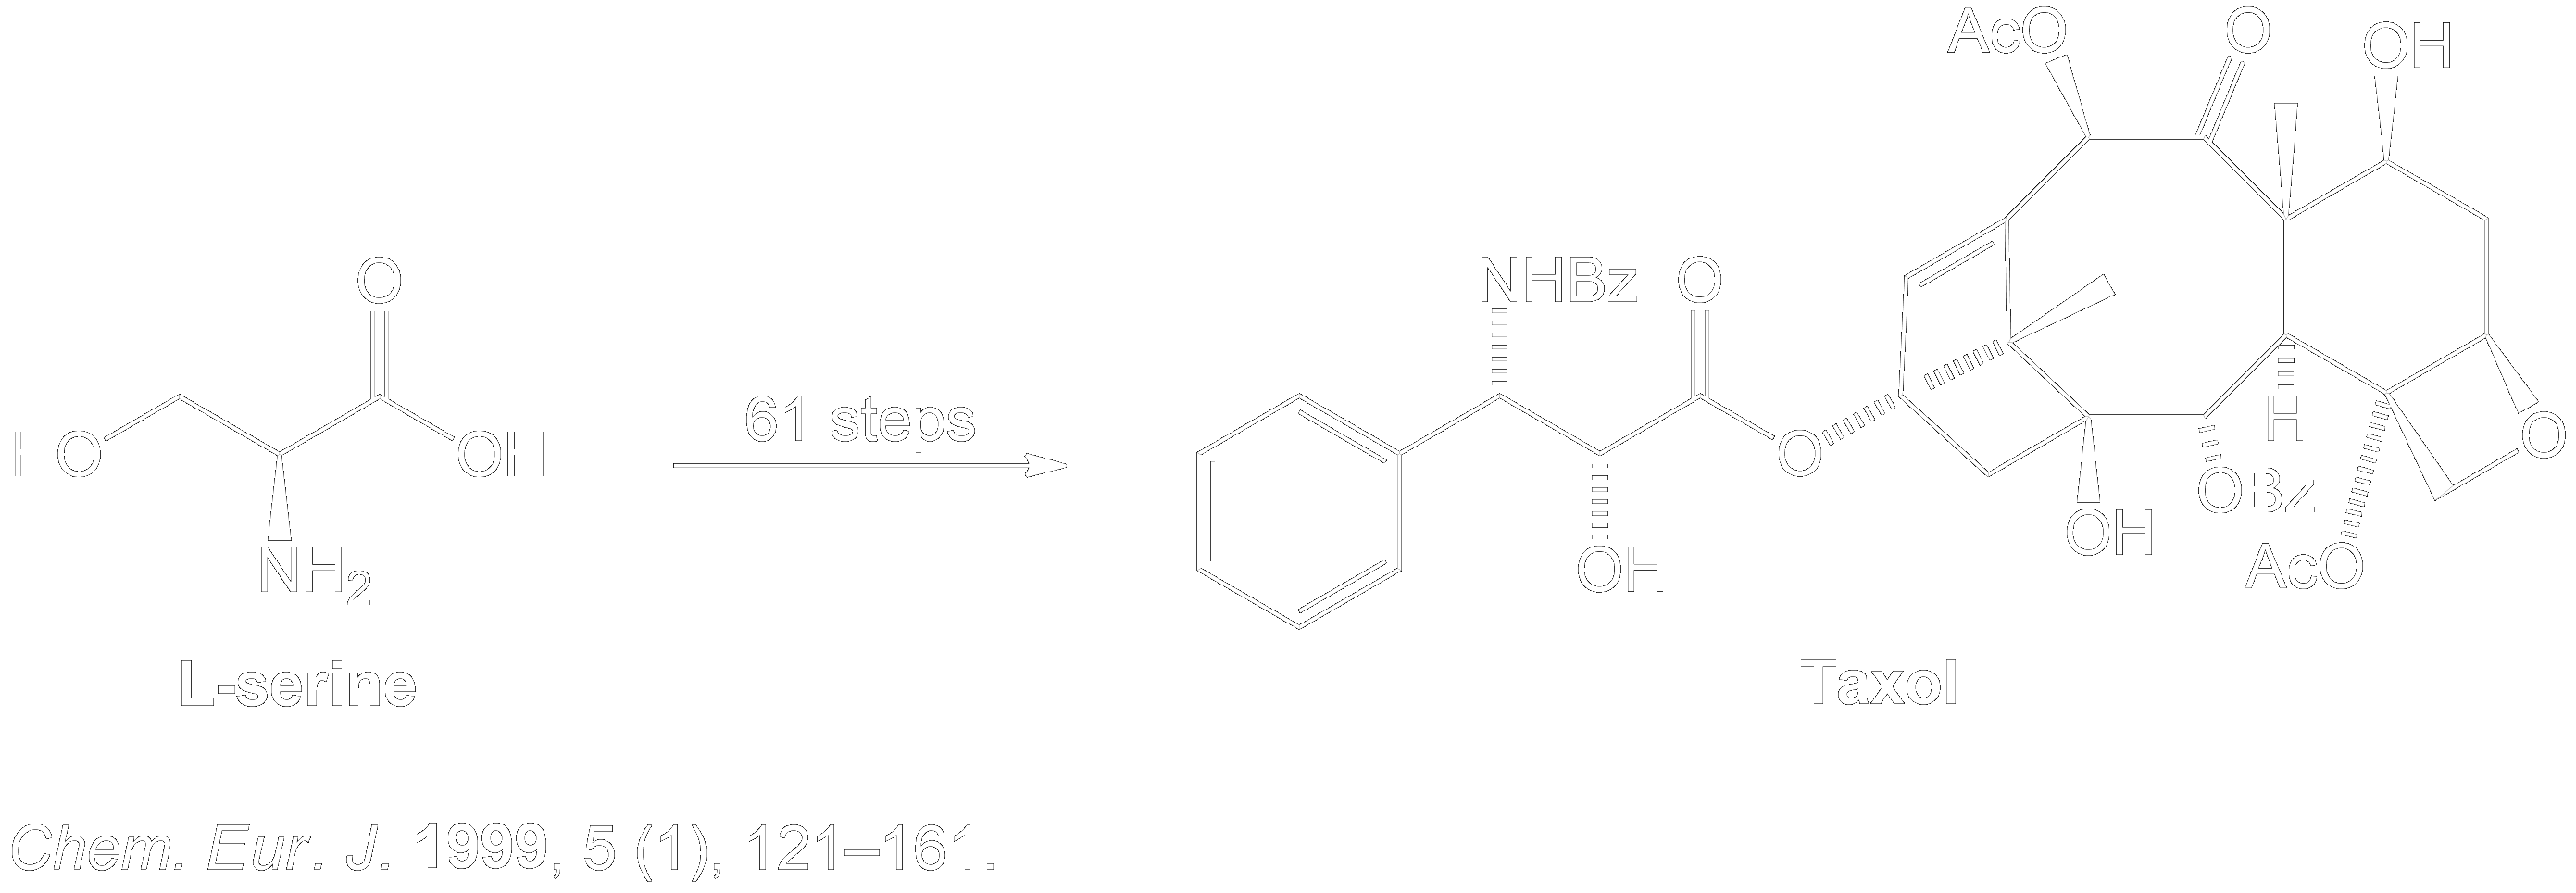 AcO
O
OH
O
NHBz
O
61 steps
HO
OH
O
O
H
OBz
NH2
OH
OH
AcO
L-serine
Taxol
Chem. Eur. J. 1999, 5 (1), 121–161.